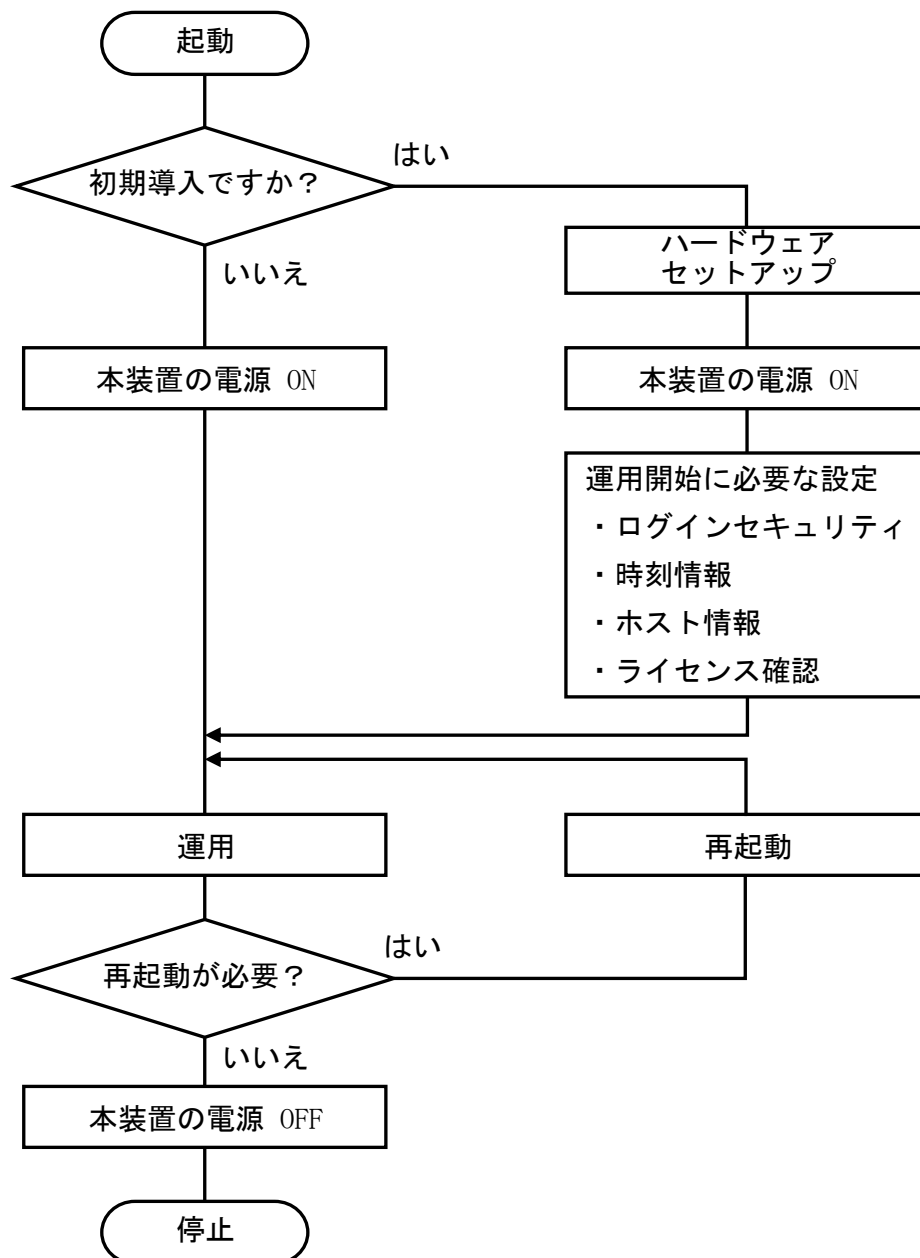 起動
初期導入ですか？
はい
いいえ
ハードウェア
セットアップ
本装置の電源 ON
本装置の電源 ON
運用開始に必要な設定
・ログインセキュリティ
・時刻情報
・ホスト情報
・ライセンス確認
運用
再起動
再起動が必要？
はい
いいえ
本装置の電源 OFF
停止